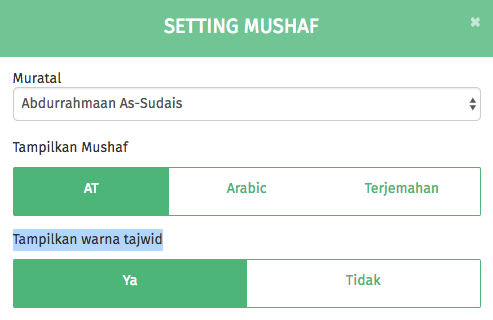 SETTING MUSHAF ×
Muratal
Abdurrahmaan As-Sudais
Tampilkan Mushaf
AT Arabic Terjemahan
Tampilkan warna tajwid
Ya Tidak